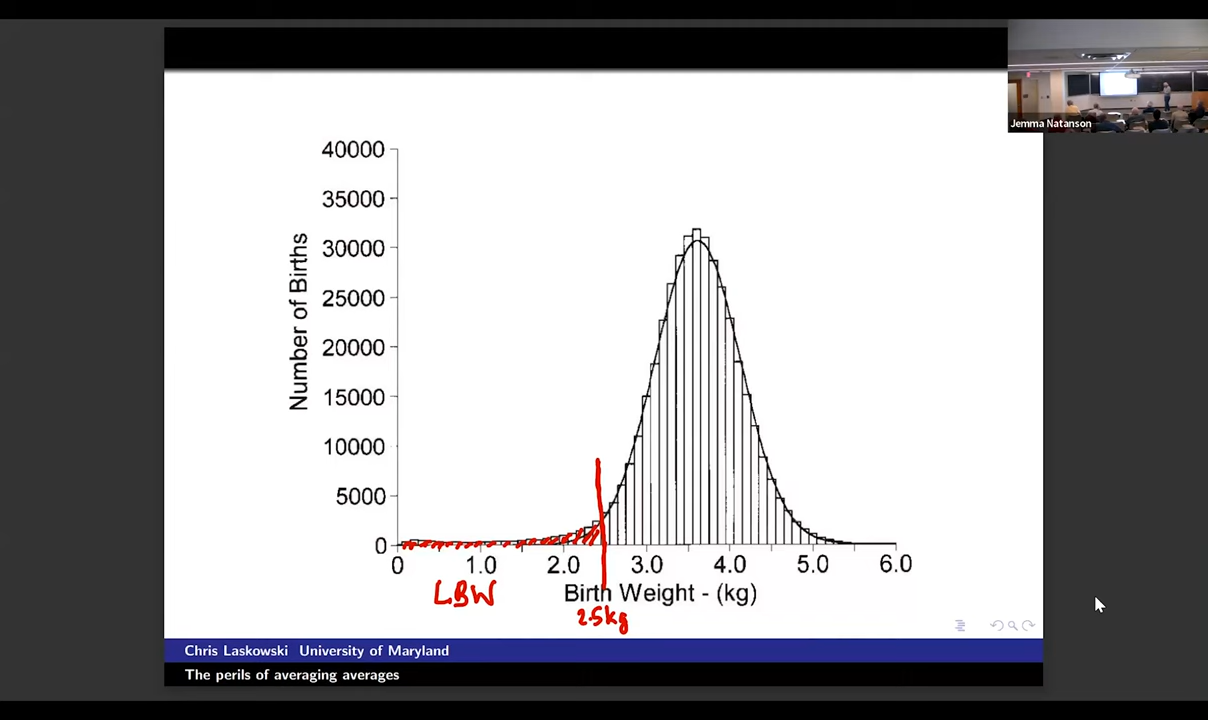 Jemma Natanson
40000
35000
30000
25000
20000
15000
10000
5000
0
Number of Births
0 1.0 2.0 3.0 4.0 5.0 6.0
LBW
Birth Weight - (kg)
2.5kg
Chris Laskowski University of Maryland
The perils of averaging averages